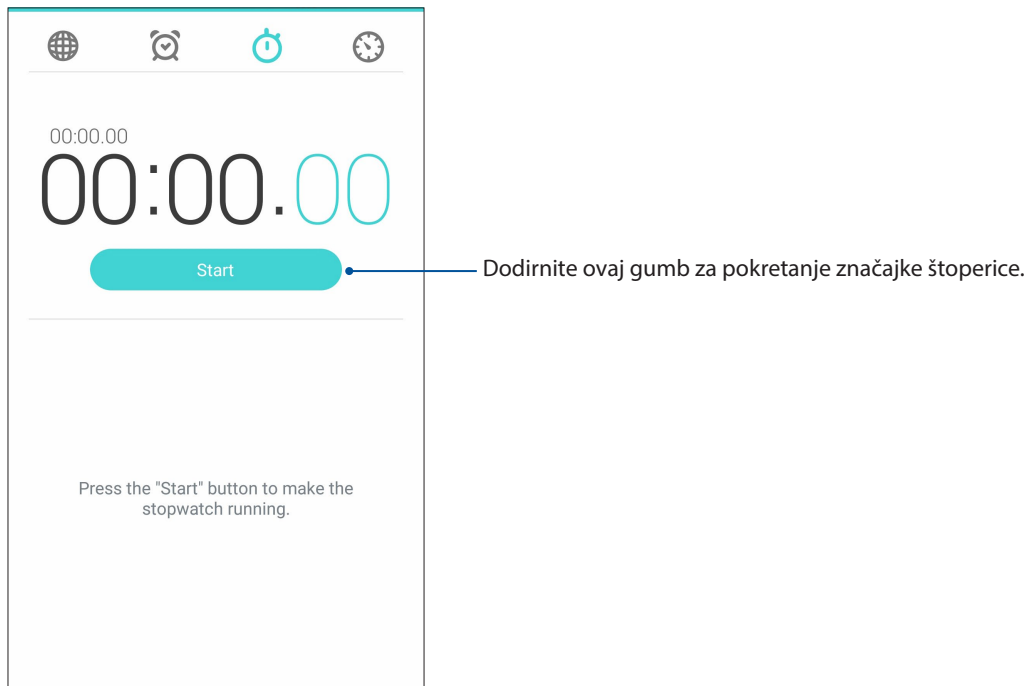 00:00.00
00:00.00
Start
Dodirnite ovaj gumb za pokretanje značajke štoperice.
Press the "Start" button to make the
stopwatch running.